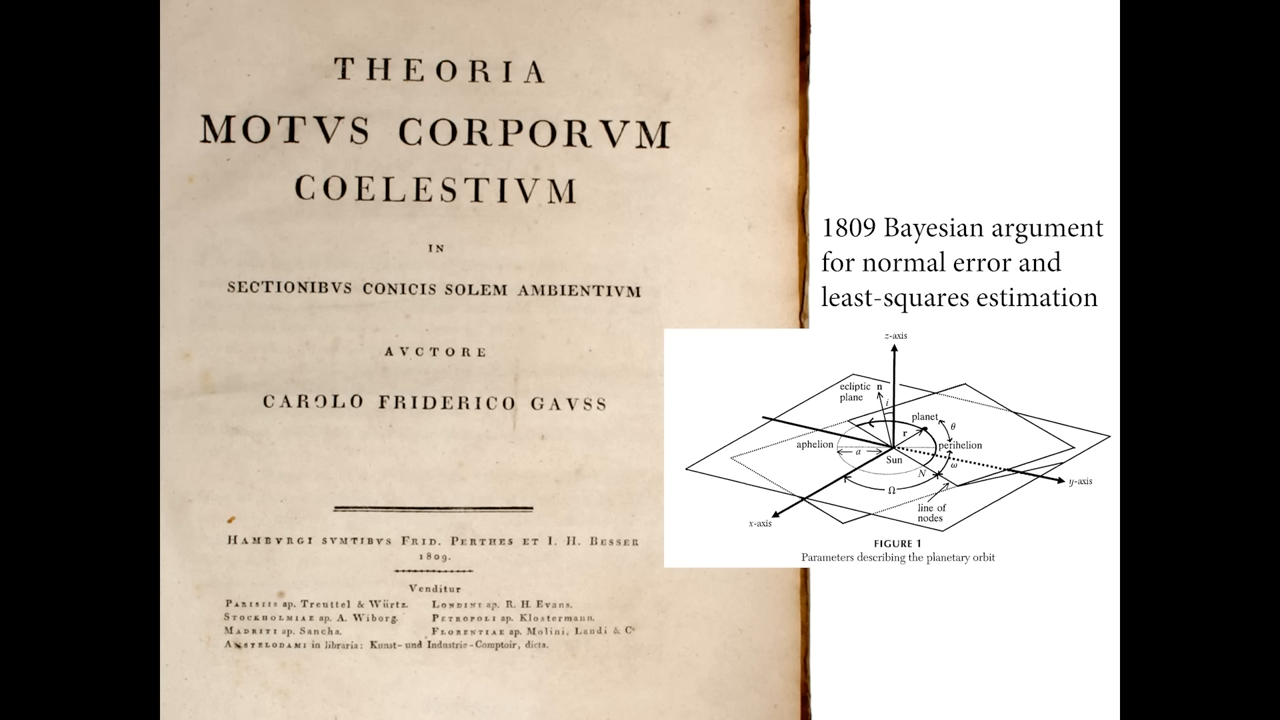 THEORIA
MOTVS CORPORVM
COELESTIVM
IN
SECTIONIBVS CONICIS SOLEM AMBIENTIVM
AVCTORE
CAROLO FRIDERICO GAVSS
HAMBVRGI SVMTIBVS FRID. PERTHES ET I. H. BESSER
1809.
Venditur
PARISIIS ap. Treuttel & Würtz.
LONDINI ap. R. H. Evans.
STOCKHOLMIAE ap. A. Wiborg.
PETROPOLI ap. Klostermann.
MADRITI ap. Sancha.
FLORENTIAE ap. Molini, Landi & Cº
AMSTELODAMI in libraria: Kunst- und Industrie-Comptoir, dicta.
1809 Bayesian argument
for normal error and
least-squares estimation
z-axis
ecliptic n
plane
i
planet
r
θ
aphelion
perihelion
a
Sun
ω
N
Ω
y-axis
line of
nodes
x-axis
FIGURE 1
Parameters describing the planetary orbit